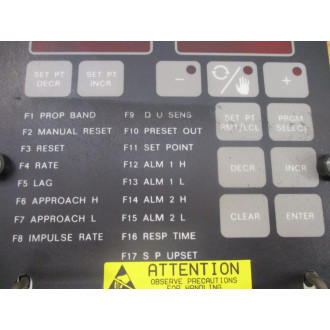 SET PT DECR
SET PT INCR
−
+
F1 PROP BAND
F2 MANUAL RESET
F3 RESET
F4 RATE
F5 LAG
F6 APPROACH H
F7 APPROACH L
F8 IMPULSE RATE
F9 D U SENS
F10 PRESET OUT
F11 SET POINT
F12 ALM 1 H
F13 ALM 1 L
F14 ALM 2 H
F15 ALM 2 L
F16 RESP TIME
F17 S P UPSET
SET PT RMT/LCL
PRGM SELECT
DECR
INCR
CLEAR
ENTER
ATTENTION
OBSERVE PRECAUTIONS
FOR HANDLING